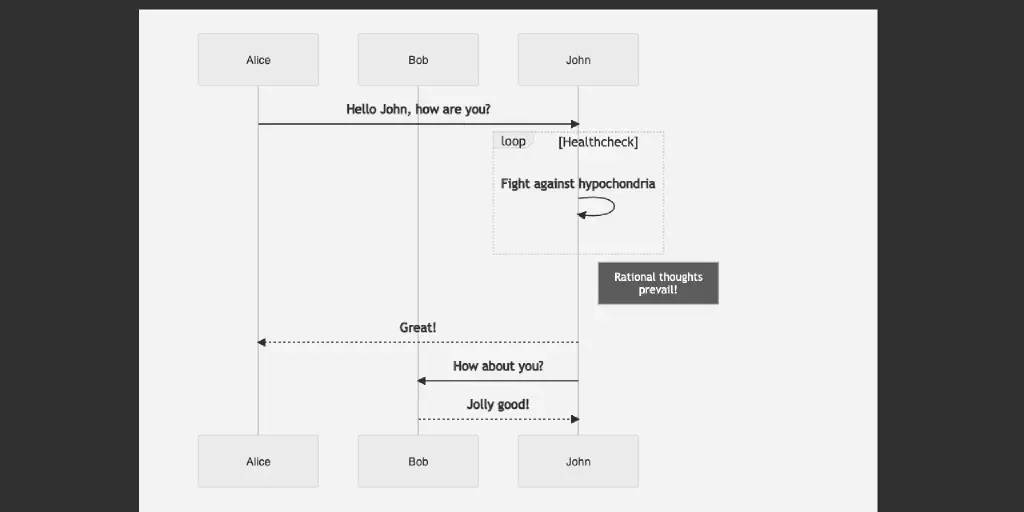 Alice
Bob
John
Hello John, how are you?
loop
[Healthcheck]
Fight against hypochondria
Rational thoughts
prevail!
Great!
How about you?
Jolly good!
Alice
Bob
John